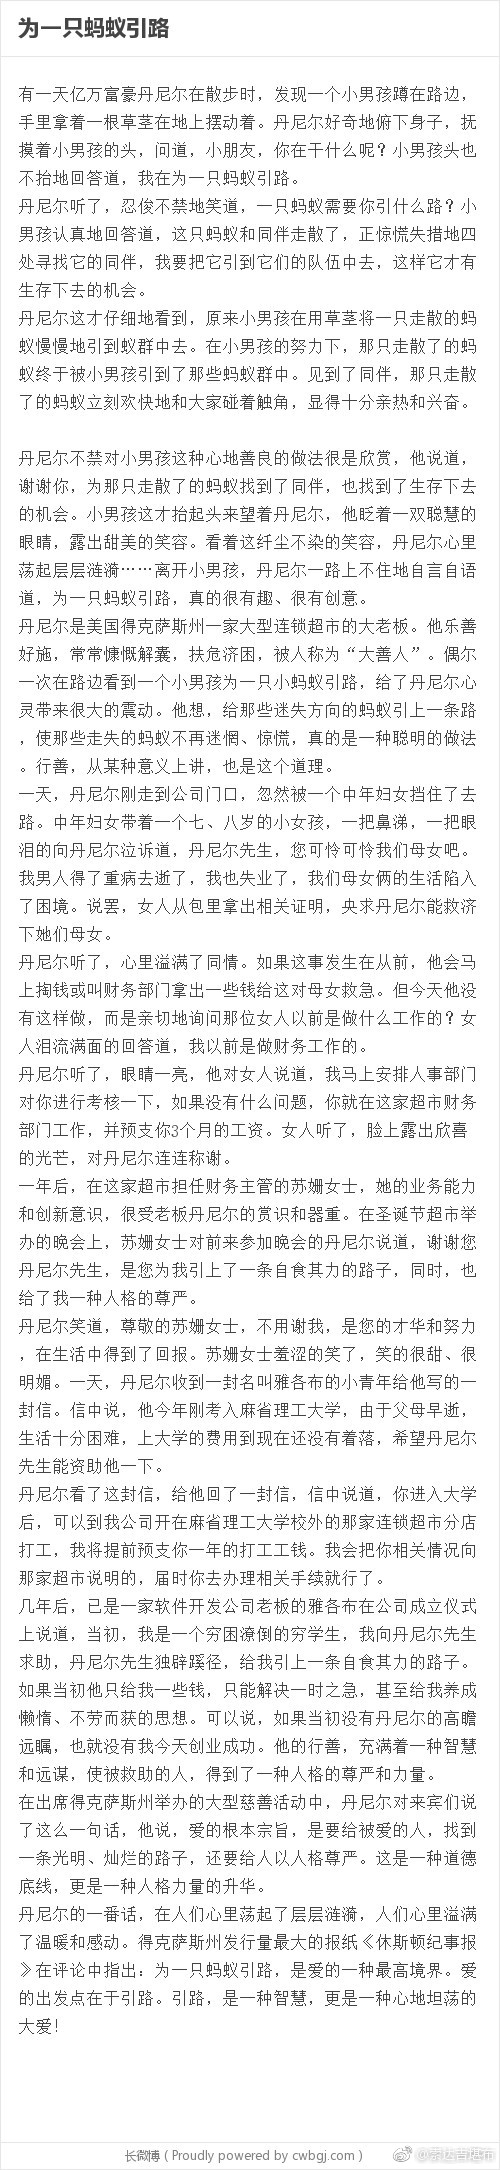 为一只蚂蚁引路
有一天亿万富豪丹尼尔在散步时，发现一个小男孩蹲在路边，
手里拿着一根草茎在地上摆动着。丹尼尔好奇地俯下身子，抚
摸着小男孩的头，问道，小朋友，你在干什么呢？小男孩头也
不抬地回答道，我在为一只蚂蚁引路。
丹尼尔听了，忍俊不禁地笑道，一只蚂蚁需要你引什么路？小
男孩认真地回答道，这只蚂蚁和同伴走散了，正惊慌失措地四
处寻找它的同伴，我要把它引到它们的队伍中去，这样它才有
生存下去的机会。
丹尼尔这才仔细地看到，原来小男孩在用草茎将一只走散的蚂
蚁慢慢地引到蚁群中去。在小男孩的努力下，那只走散了的蚂
蚁终于被小男孩引到了那些蚂蚁群中。见到了同伴，那只走散
了的蚂蚁立刻欢快地和大家碰着触角，显得十分亲热和兴奋。
丹尼尔不禁对小男孩这种心地善良的做法很是欣赏，他说道，
谢谢你，为那只走散了的蚂蚁找到了同伴，也找到了生存下去
的机会。小男孩这才抬起头来望着丹尼尔，他眨着一双聪慧的
眼睛，露出甜美的笑容。看着这纤尘不染的笑容，丹尼尔心里
荡起层层涟漪……离开小男孩，丹尼尔一路上不住地自言自语
道，为一只蚂蚁引路，真的很有趣、很有创意。
丹尼尔是美国得克萨斯州一家大型连锁超市的大老板。他乐善
好施，常常慷慨解囊，扶危济困，被人称为“大善人”。偶尔
一次在路边看到一个小男孩为一只小蚂蚁引路，给了丹尼尔心
灵带来很大的震动。他想，给那些迷失方向的蚂蚁引上一条路
，使那些走失的蚂蚁不再迷惘、惊慌，真的是一种聪明的做法
。行善，从某种意义上讲，也是这个道理。
一天，丹尼尔刚走到公司门口，忽然被一个中年妇女挡住了去
路。中年妇女带着一个七、八岁的小女孩，一把鼻涕，一把眼
泪的向丹尼尔泣诉道，丹尼尔先生，您可怜可怜我们母女吧。
我男人得了重病去逝了，我也失业了，我们母女俩的生活陷入
了困境。说罢，女人从包里拿出相关证明，央求丹尼尔能救济
下她们母女。
丹尼尔听了，心里溢满了同情。如果这事发生在从前，他会马
上掏钱或叫财务部门拿出一些钱给这对母女救急。但今天他没
有这样做，而是亲切地询问那位女人以前是做什么工作的？女
人泪流满面的回答道，我以前是做财务工作的。
丹尼尔听了，眼睛一亮，他对女人说道，我马上安排人事部门
对你进行考核一下，如果没有什么问题，你就在这家超市财务
部门工作，并预支你3个月的工资。女人听了，脸上露出欣喜
的光芒，对丹尼尔连连称谢。
一年后，在这家超市担任财务主管的苏姗女士，她的业务能力
和创新意识，很受老板丹尼尔的赏识和器重。在圣诞节超市举
办的晚会上，苏姗女士对前来参加晚会的丹尼尔说道，谢谢您
丹尼尔先生，是您为我引上了一条自食其力的路子，同时，也
给了我一种人格的尊严。
丹尼尔笑道，尊敬的苏姗女士，不用谢我，是您的才华和努力
，在生活中得到了回报。苏姗女士羞涩的笑了，笑的很甜、很
明媚。一天，丹尼尔收到一封名叫雅各布的小青年给他写的一
封信。信中说，他今年刚考入麻省理工大学，由于父母早逝，
生活十分困难，上大学的费用到现在还没有着落，希望丹尼尔
先生能资助他一下。
丹尼尔看了这封信，给他回了一封信，信中说道，你进入大学
后，可以到我公司开在麻省理工大学校外的那家连锁超市分店
打工，我将提前预支你一年的打工工钱。我会把你相关情况向
那家超市说明的，届时你去办理相关手续就行了。
几年后，已是一家软件开发公司老板的雅各布在公司成立仪式
上说道，当初，我是一个穷困潦倒的穷学生，我向丹尼尔先生
求助，丹尼尔先生独辟蹊径，给我引上一条自食其力的路子。
如果当初他只给我一些钱，只能解决一时之急，甚至给我养成
懒惰、不劳而获的思想。可以说，如果当初没有丹尼尔的高瞻
远瞩，也就没有我今天创业成功。他的行善，充满着一种智慧
和远谋，使被救助的人，得到了一种人格的尊严和力量。
在出席得克萨斯州举办的大型慈善活动中，丹尼尔对来宾们说
了这么一句话，他说，爱的根本宗旨，是要给被爱的人，找到
一条光明、灿烂的路子，还要给人以人格尊严。这是一种道德
底线，更是一种人格力量的升华。
丹尼尔的一番话，在人们心里荡起了层层涟漪，人们心里溢满
了温暖和感动。得克萨斯州发行量最大的报纸《休斯顿纪事报
》在评论中指出：为一只蚂蚁引路，是爱的一种最高境界。爱
的出发点在于引路。引路，是一种智慧，更是一种心地坦荡的
大爱！
长微博 ( Proudly powered by cwbgj.com )